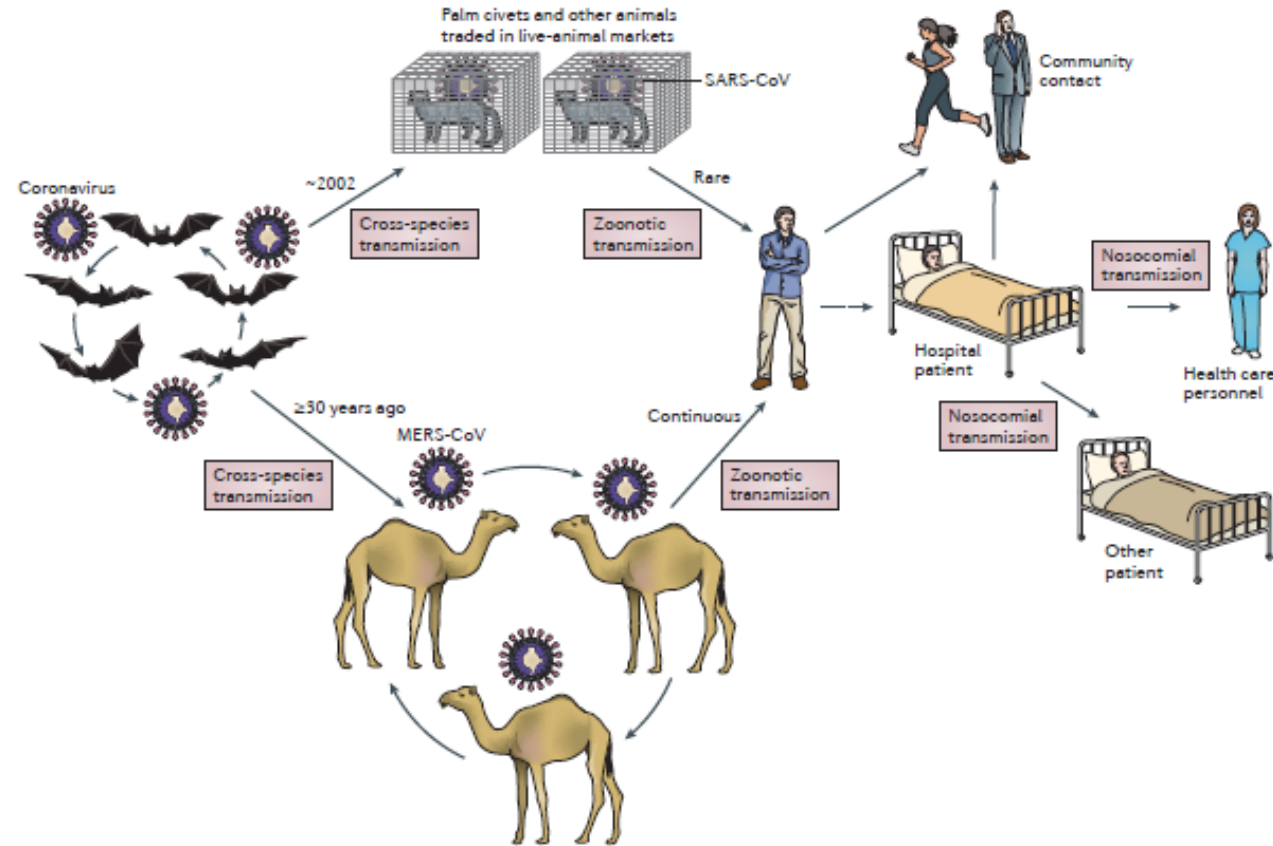 Palm civets and other animals
traded in live-animal markets
SARS-CoV
Community
contact
Coronavirus
~2002
Rare
Cross-species
transmission
Zoonotic
transmission
Nosocomial
transmission
Hospital
patient
Health care
personnel
≥30 years ago
Continuous
MERS-CoV
Nosocomial
transmission
Cross-species
transmission
Zoonotic
transmission
Other
patient